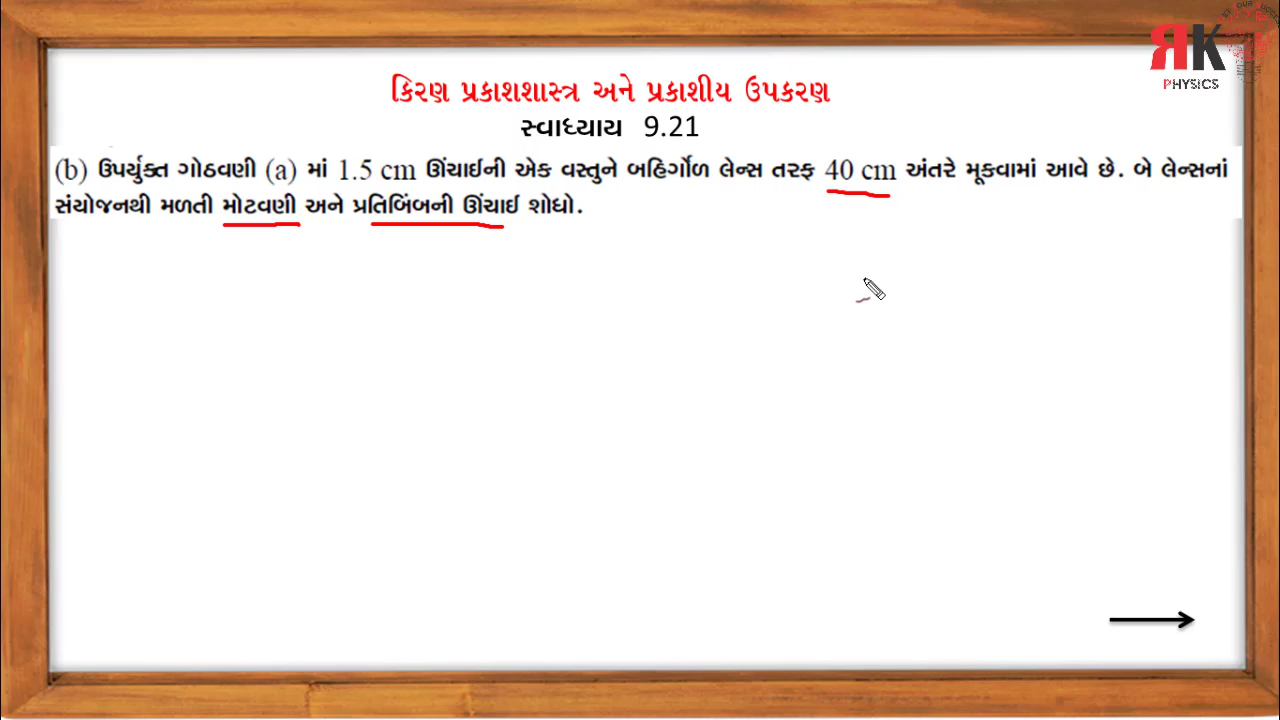 ЯK
PHYSICS
કિરણ પ્રકાશશાસ્ત્ર અને પ્રકાશીય ઉપકરણ
સ્વાધ્યાય 9.21
(b) ઉપર્યુક્ત ગોઠવણી (a) માં 1.5 cm ઊંચાઈની એક વસ્તુને બહિર્ગોળ લેન્સ તરફ 40 cm અંતરે મૂકવામાં આવે છે. બે લેન્સનાં
સંયોજનથી મળતી મોટવણી અને પ્રતિબિંબની ઊંચાઈ શોધો.